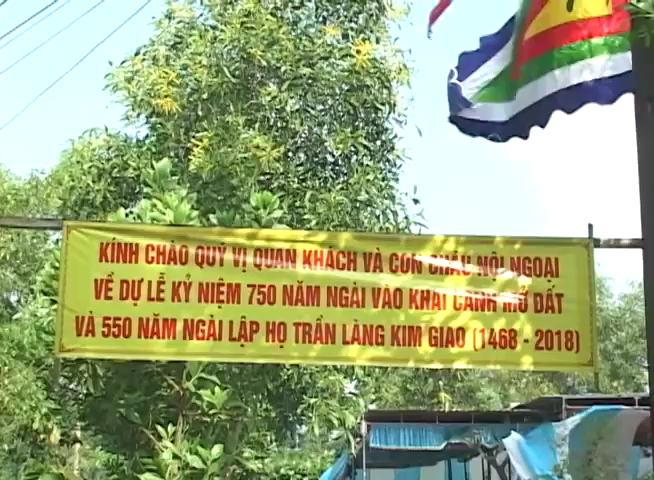 KÍNH CHÀO QUÝ VỊ QUAN KHÁCH VÀ CON CHÁU NỘI NGOẠI
VỀ DỰ LỄ KỶ NIỆM 750 NĂM NGÀI VÀO KHAI CANH MỞ ĐẤT
VÀ 550 NĂM NGÀI LẬP HỌ TRẦN LÀNG KIM GIAO (1468 - 2018)